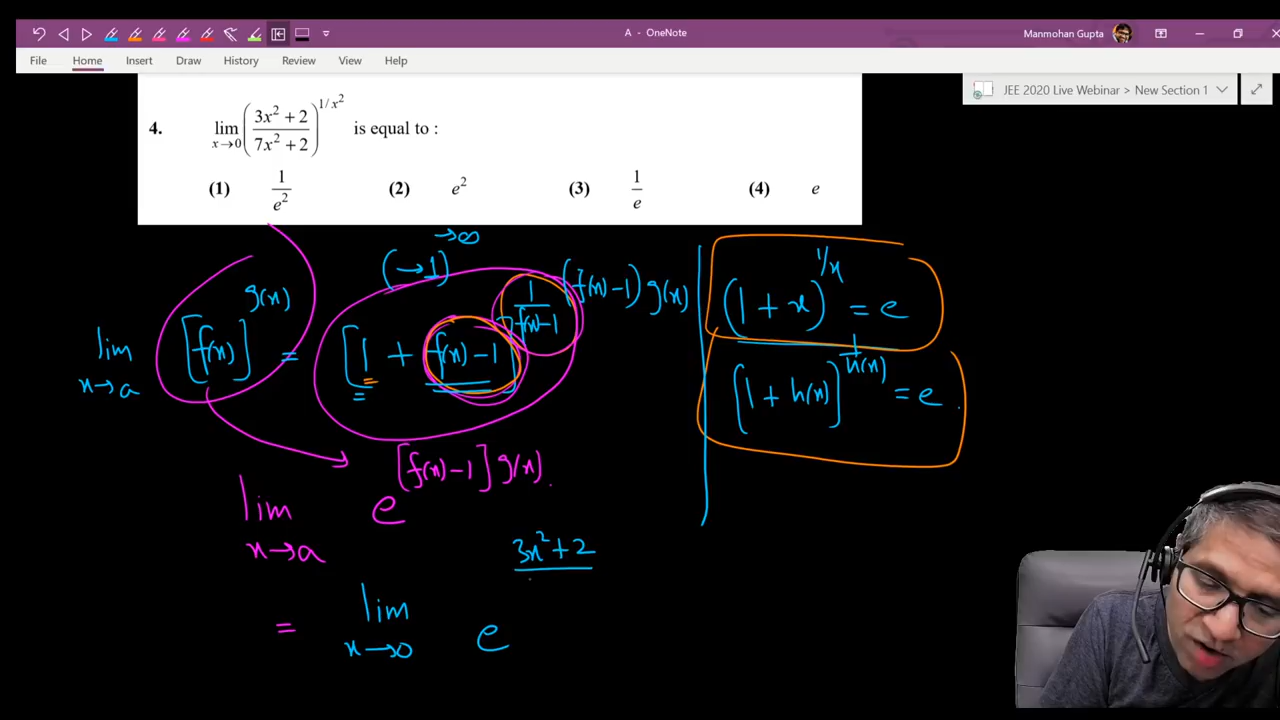 A - OneNote
Manmohan Gupta
File Home Insert Draw History Review View Help
JEE 2020 Live Webinar > New Section 1
4. lim x→0 ( 3x² + 2 / 7x² + 2 )^1/x² is equal to :
(1) 1/e² (2) e² (3) 1/e (4) e
(→1)^→∞
lim x→a [f(x)]^g(x) = [1 + f(x) − 1]^1/f(x)−1 (f(x)−1) g(x)
(1 + x)^1/x = e
[1 + h(x)]^1/h(x) = e.
lim x→a e^[f(x)−1] g(x).
= lim x→0 e^3x²+2